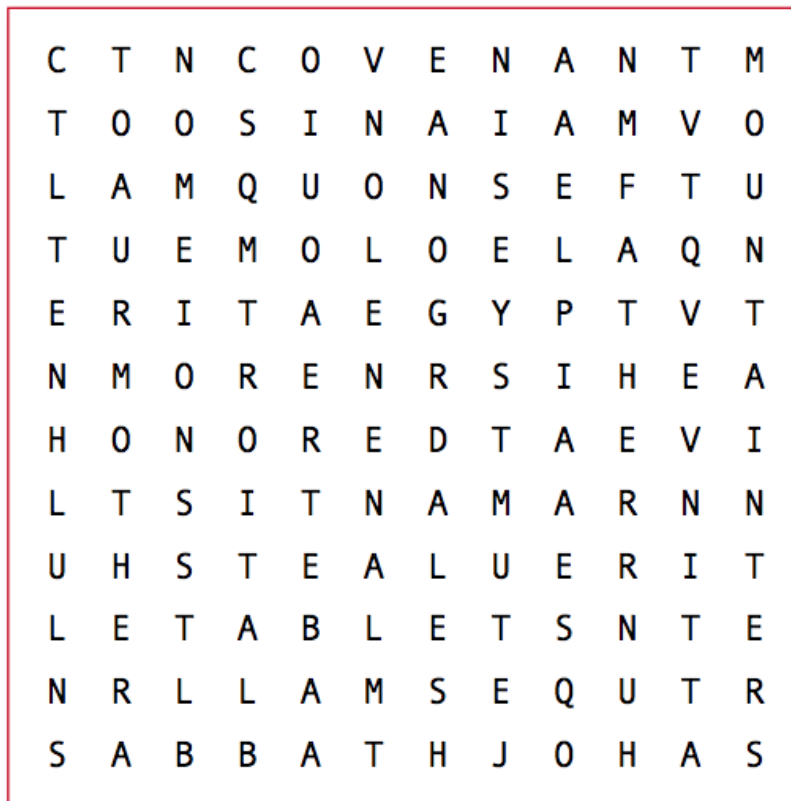 C T N C O V E N A N T M
T O O S I N A I A M V O
L A M Q U O N S E F T U
T U E M O L O E L A Q N
E R I T A E G Y P T V T
N M O R E N R S I H E A
H O N O R E D T A E V I
L T S I T N A M A R N N
U H S T E A L U E R I T
L E T A B L E T S N T E
N R L L A M S E Q U T R
S A B B A T H J O H A S